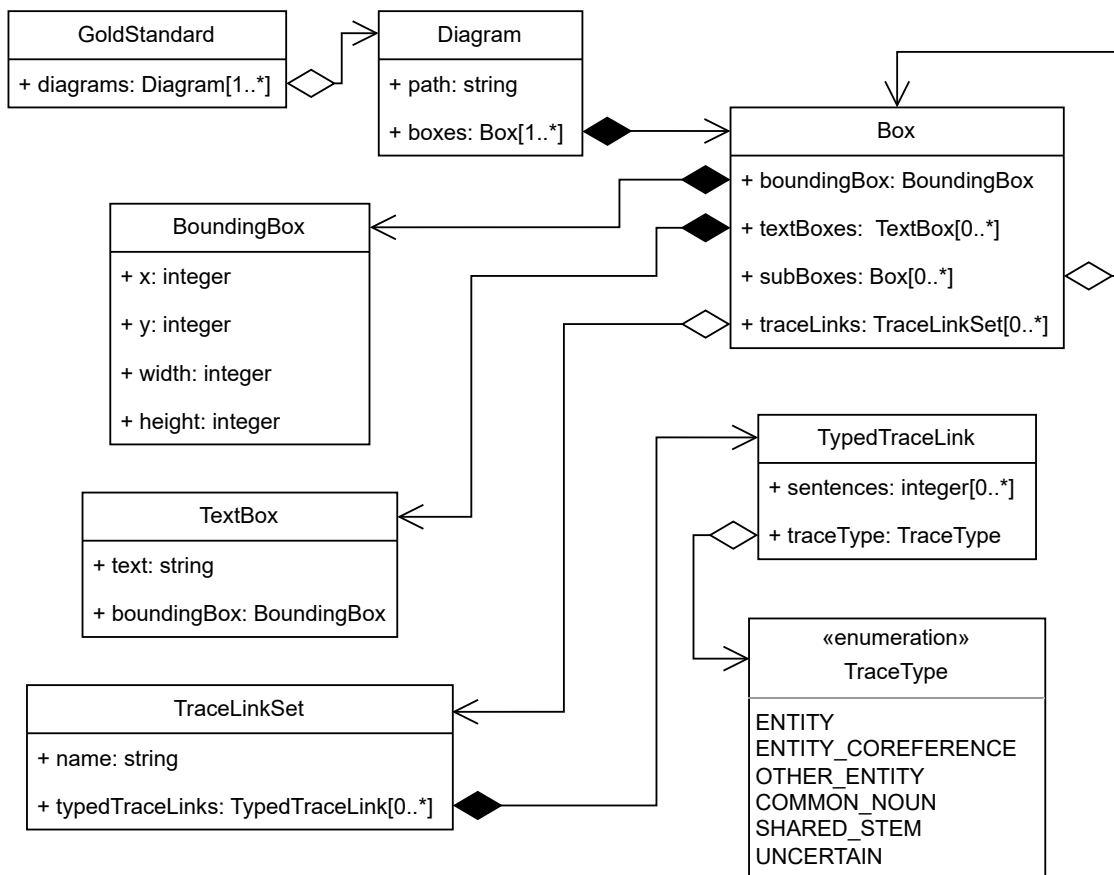 GoldStandard
+ diagrams: Diagram[1..*]
Diagram
+ path: string
+ boxes: Box[1..*]
Box
+ boundingBox: BoundingBox
+ textBoxes:  TextBox[0..*]
+ subBoxes: Box[0..*]
+ traceLinks: TraceLinkSet[0..*]
BoundingBox
+ x: integer
+ y: integer
+ width: integer
+ height: integer
TypedTraceLink
+ sentences: integer[0..*]
+ traceType: TraceType
TextBox
+ text: string
+ boundingBox: BoundingBox
«enumeration»
TraceType
ENTITY
ENTITY_COREFERENCE
OTHER_ENTITY
COMMON_NOUN
SHARED_STEM
UNCERTAIN
TraceLinkSet
+ name: string
+ typedTraceLinks: TypedTraceLink[0..*]